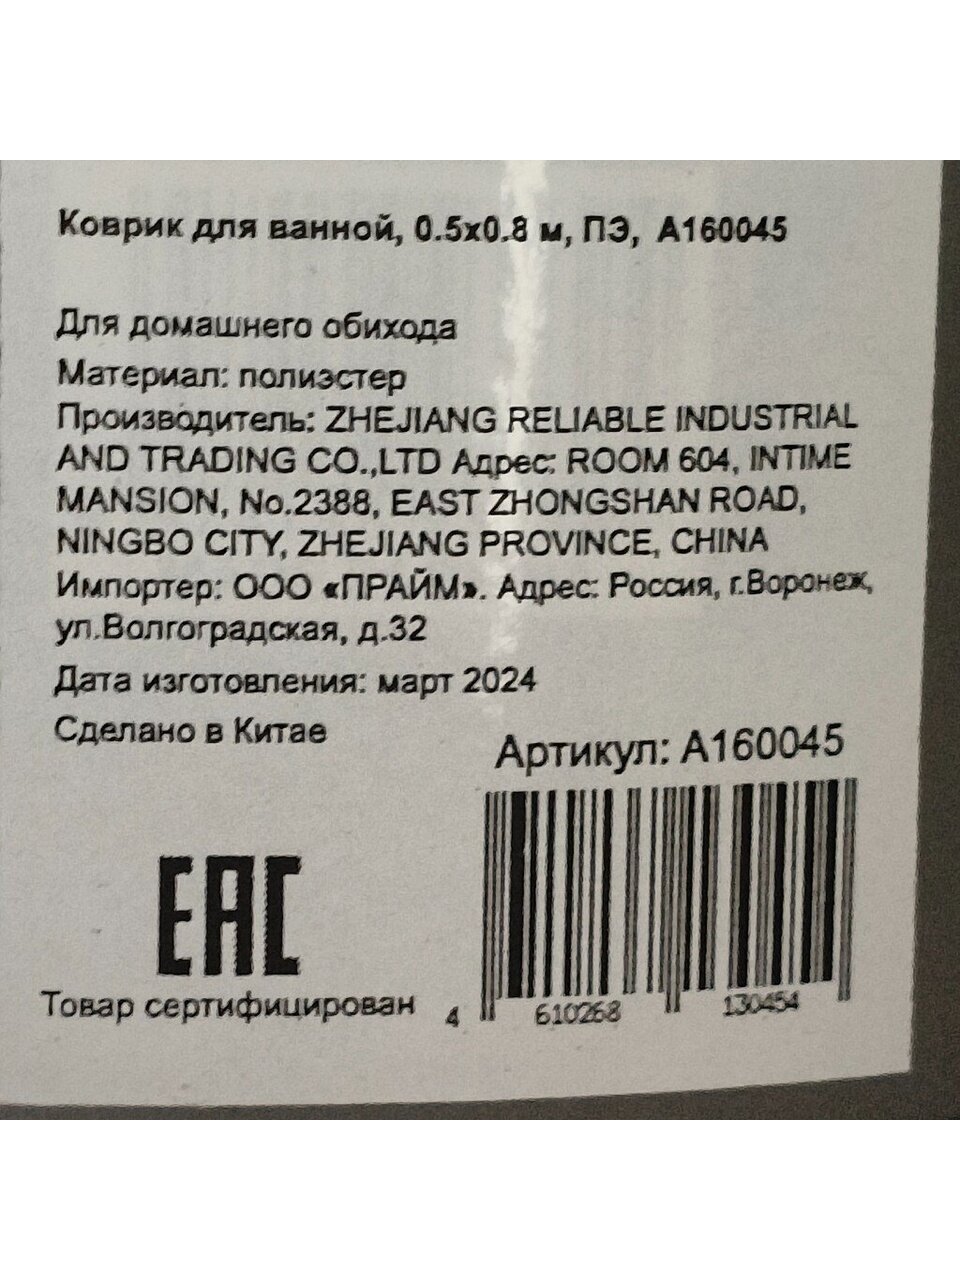 Коврик для ванной, 0.5х0.8 м, ПЭ, А160045
Для домашнего обихода
Материал: полиэстер
Производитель: ZHEJIANG RELIABLE INDUSTRIAL
AND TRADING CO.,LTD Адрес: ROOM 604, INTIME
MANSION, No.2388, EAST ZHONGSHAN ROAD,
NINGBO CITY, ZHEJIANG PROVINCE, CHINA
Импортер: ООО «ПРАЙМ». Адрес: Россия, г.Воронеж,
ул.Волгоградская, д.32
Дата изготовления: март 2024
Сделано в Китае
Артикул: А160045
ЕАС
Товар сертифицирован
4 610268 130454